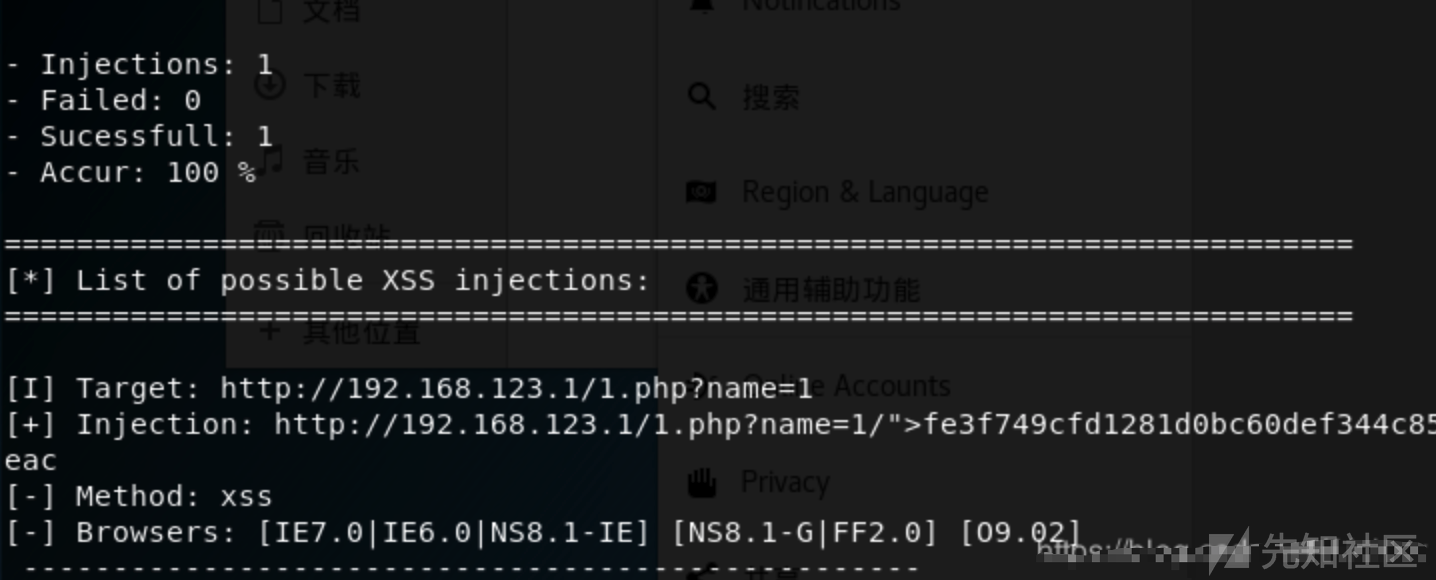 文档
Notifications
- Injections: 1
下载
- Failed: 0
搜索
- Sucessfull: 1
音乐
- Accur: 100 %
Region & Language
回收站
===========================================================================
[*] List of possible XSS injections:
通用辅助功能
===========================================================================
其他位置
[I] Target: http://192.168.123.1/1.php?name=1
Online Accounts
[+] Injection: http://192.168.123.1/1.php?name=1/">fe3f749cfd1281d0bc60def344c85
eac
[-] Method: xss
Privacy
[-] Browsers: [IE7.0|IE6.0|NS8.1-IE] [NS8.1-G|FF2.0] [O9.02]
先知社区
--------------------------------------------------